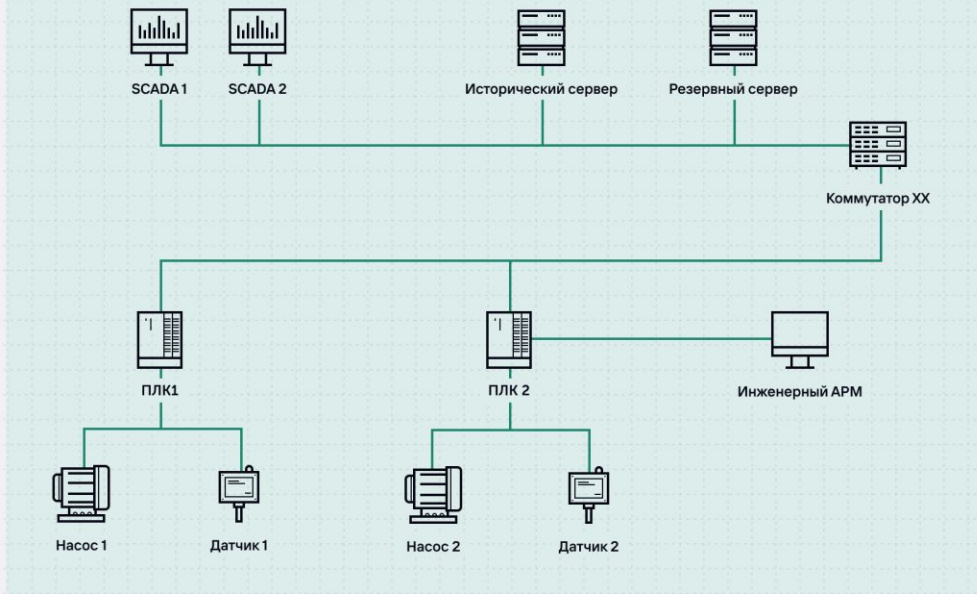 SCADA 1
SCADA 2
Исторический сервер
Резервный сервер
Коммутатор XX
ПЛК1
ПЛК 2
Инженерный АРМ
Насос 1
Датчик 1
Насос 2
Датчик 2